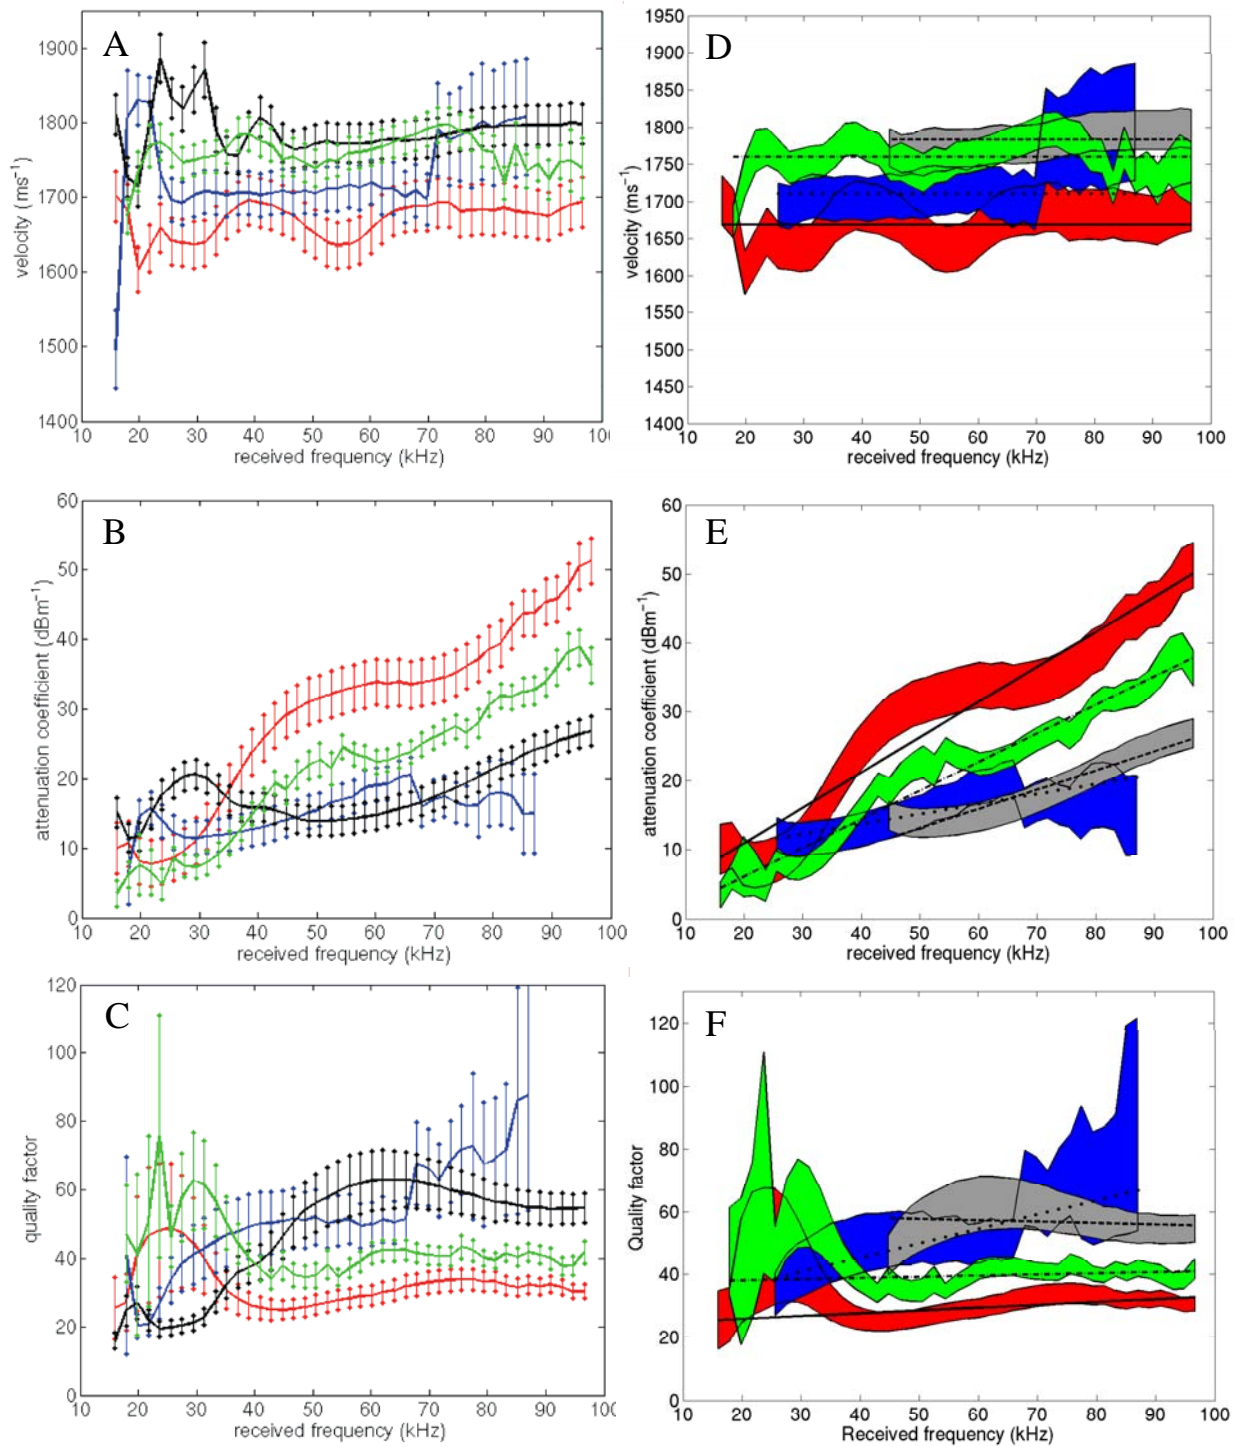 A
1900
1800
1700
1600
1500
1400
velocity (ms⁻¹)
10 20 30 40 50 60 70 80 90 10
received frequency (kHz)
D
1950
1900
1850
1800
1750
1700
1650
1600
1550
1500
1450
1400
velocity (ms⁻¹)
10 20 30 40 50 60 70 80 90 100
received frequency (kHz)
B
60
50
40
30
20
10
0
attenuation coefficient (dBm⁻¹)
10 20 30 40 50 60 70 80 90 100
received frequency (kHz)
E
60
50
40
30
20
10
0
attenuation coefficient (dBm⁻¹)
10 20 30 40 50 60 70 80 90 100
received frequency (kHz)
C
120
100
80
60
40
20
0
quality factor
10 20 30 40 50 60 70 80 90 100
received frequency (kHz)
F
120
100
80
60
40
20
0
Quality factor
10 20 30 40 50 60 70 80 90 100
Received frequency (kHz)